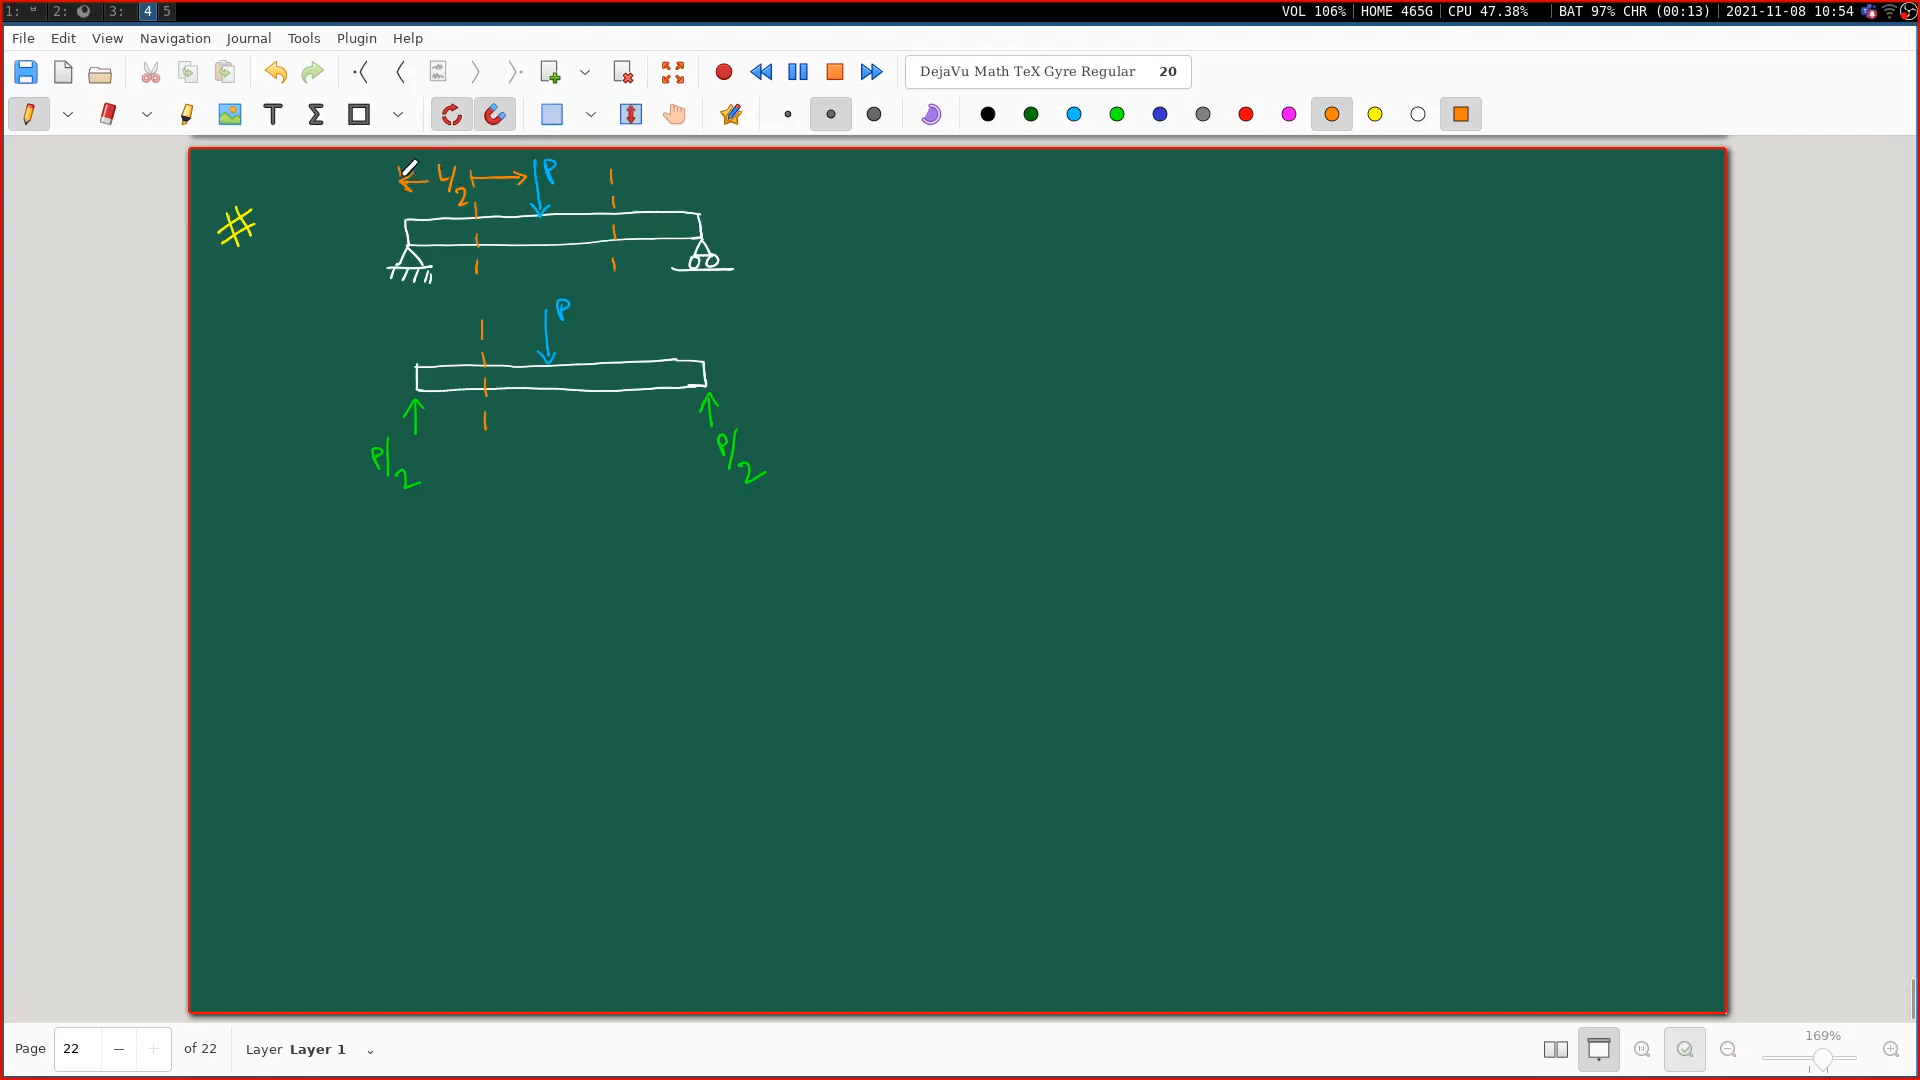 1: " 2: 3: 4 5
VOL 106% HOME 465G CPU 47.38% BAT 97% CHR (00:13) 2021-11-08 10:54
File Edit View Navigation Journal Tools Plugin Help
DejaVu Math TeX Gyre Regular 20
T Σ
L/2 P
#
P
P/2 P/2
Page 22 of 22 Layer Layer 1 169%